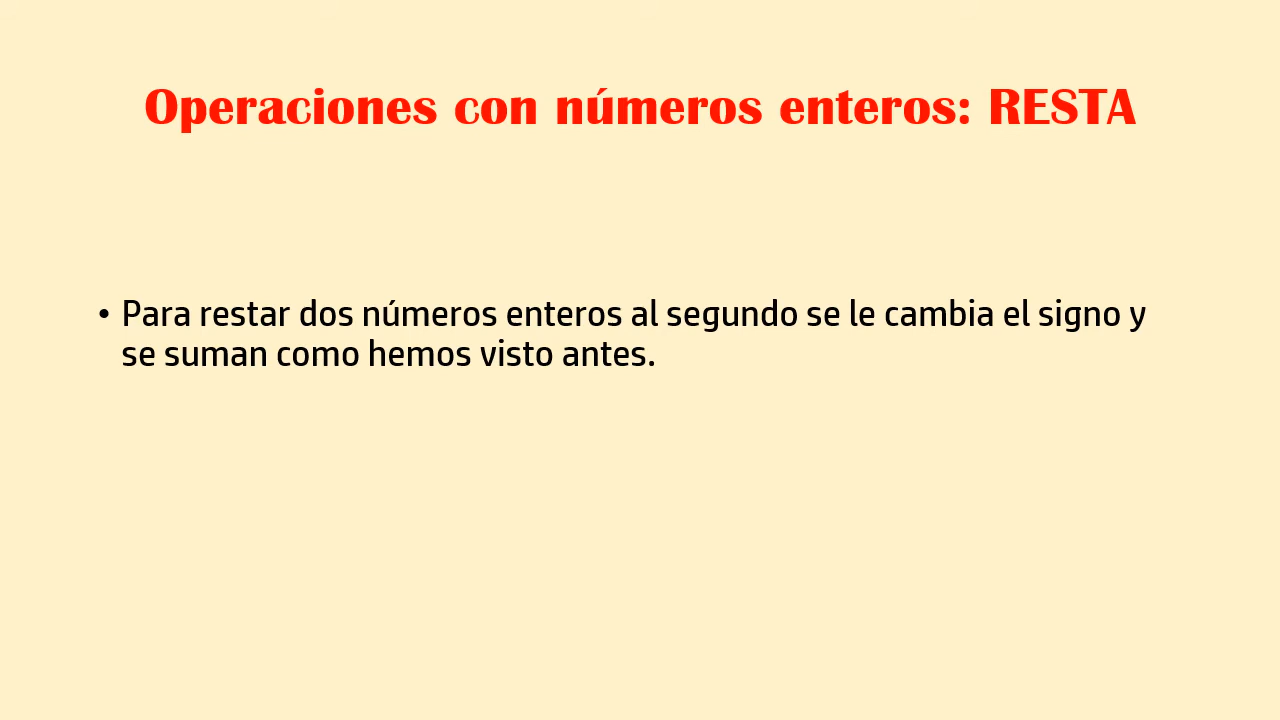 Operaciones con números enteros: RESTA
• Para restar dos números enteros al segundo se le cambia el signo y
se suman como hemos visto antes.